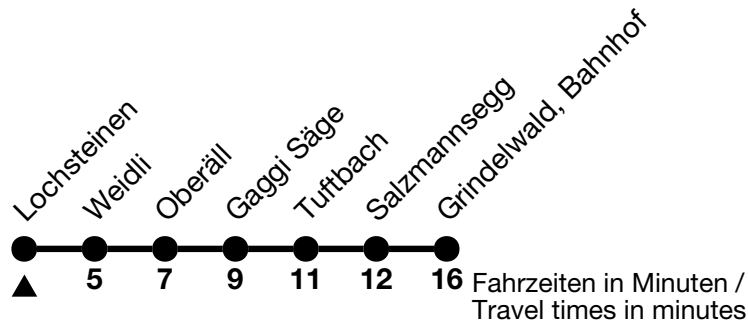 Lochsteinen
Weidli
Oberäll
Gaggi Säge
Tuftbach
Salzmannsegg
Grindelwald, Bahnhof
5 7 9 11 12 16 Fahrzeiten in Minuten /
Travel times in minutes